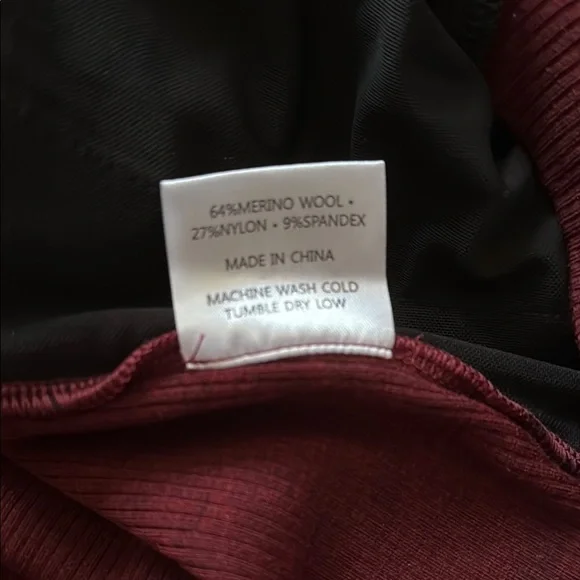 64%MERINO WOOL •
27%NYLON • 9%SPANDEX
MADE IN CHINA
MACHINE WASH COLD
TUMBLE DRY LOW